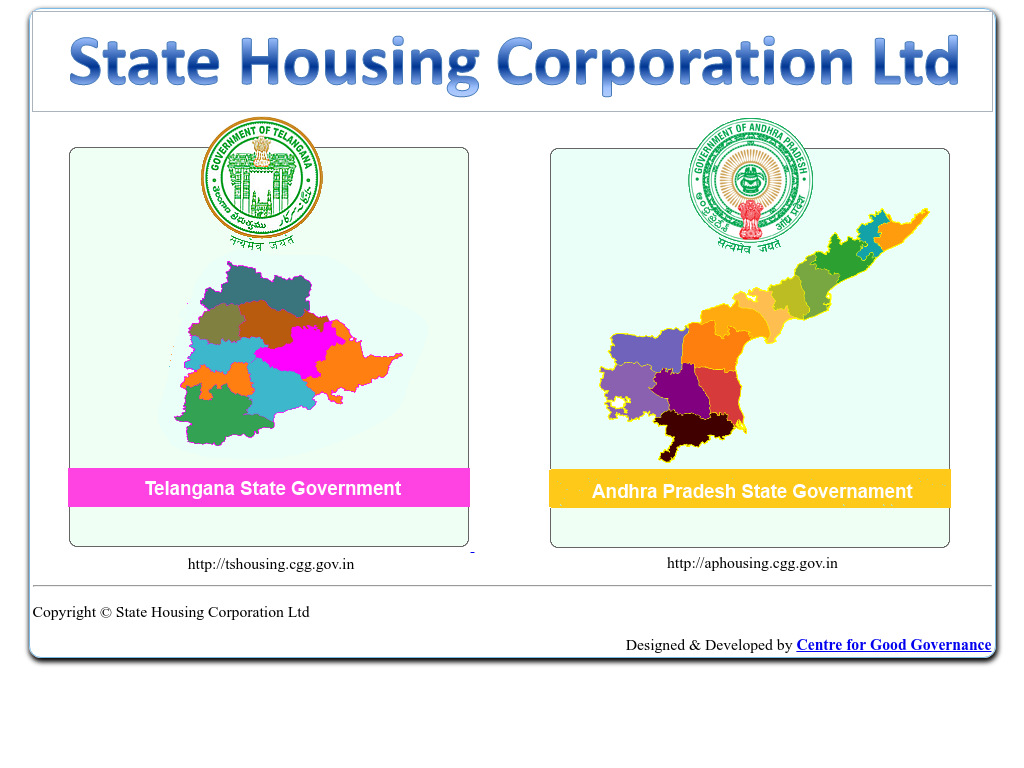 State Housing Corporation Ltd
GOVERNMENT OF TELANGANA
తెలంగాణ ప్రభుత్వము
सत्यमेव जयते
GOVERNMENT OF ANDHRA PRADESH
ఆంధ్రప్రదేశ్
आंध्र प्रदेश
सत्यमेव जयते
Telangana State Government
Andhra Pradesh State Governament
http://tshousing.cgg.gov.in
http://aphousing.cgg.gov.in
Copyright © State Housing Corporation Ltd
Designed & Developed by Centre for Good Governance